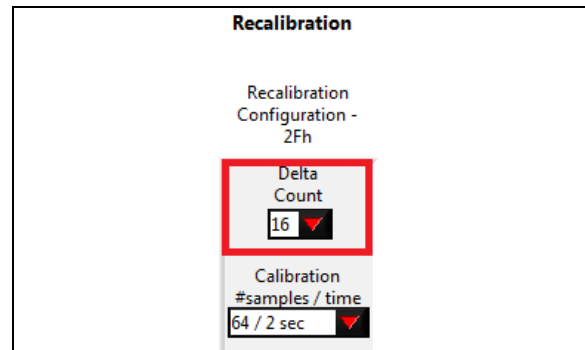 Recalibration
Recalibration
Configuration -
2Fh
Delta
Count
16
Calibration
#samples / time
64 / 2 sec